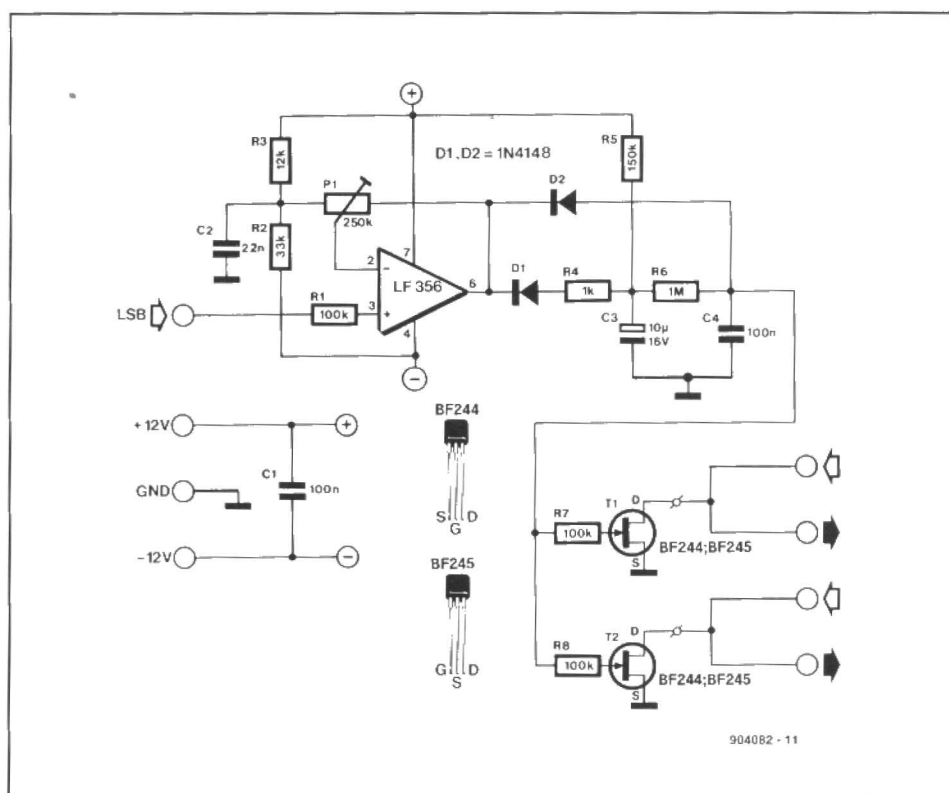 +
R3
12k
D1, D2 = 1N4148
R5
150k
P1
250k
D2
C2
22n
R2
33k
2
−
7
LF 356
6
D1
R4
1k
R6
1M
LSB
R1
100k
3
+
4
C3
10µ
16V
C4
100n
−
+12V
+
BF244
C1
100n
GND
S
G
D
−12V
−
BF245
G
S
D
R7
100k
T1
D
BF244;BF245
S
R8
100k
T2
D
BF244;BF245
S
904082 - 11